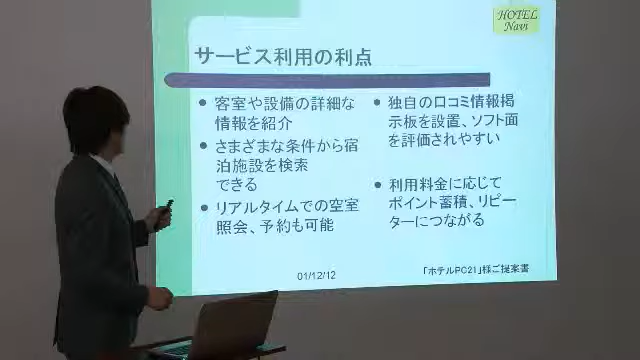 HOTEL
Navi
サービス利用の利点
● 客室や設備の詳細な
情報を紹介
● さまざまな条件から宿
泊施設を検索
できる
● リアルタイムでの空室
照会、予約も可能
● 独自の口コミ情報掲
示板を設置、ソフト面
を評価されやすい
● 利用料金に応じて
ポイント蓄積、リピー
ターにつながる
01/12/12
「ホテルPC21」様ご提案書